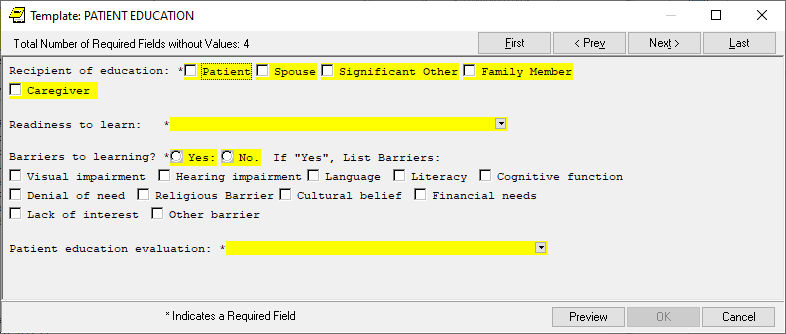 Template: PATIENT EDUCATION
Total Number of Required Fields without Values: 4 First < Prev Next > Last
Recipient of education: * Patient Spouse Significant Other Family Member
Caregiver
Readiness to learn: *
Barriers to learning? * Yes: No. If "Yes", List Barriers:
Visual impairment Hearing impairment Language Literacy Cognitive function
Denial of need Religious Barrier Cultural belief Financial needs
Lack of interest Other barrier
Patient education evaluation: *
* Indicates a Required Field Preview OK Cancel